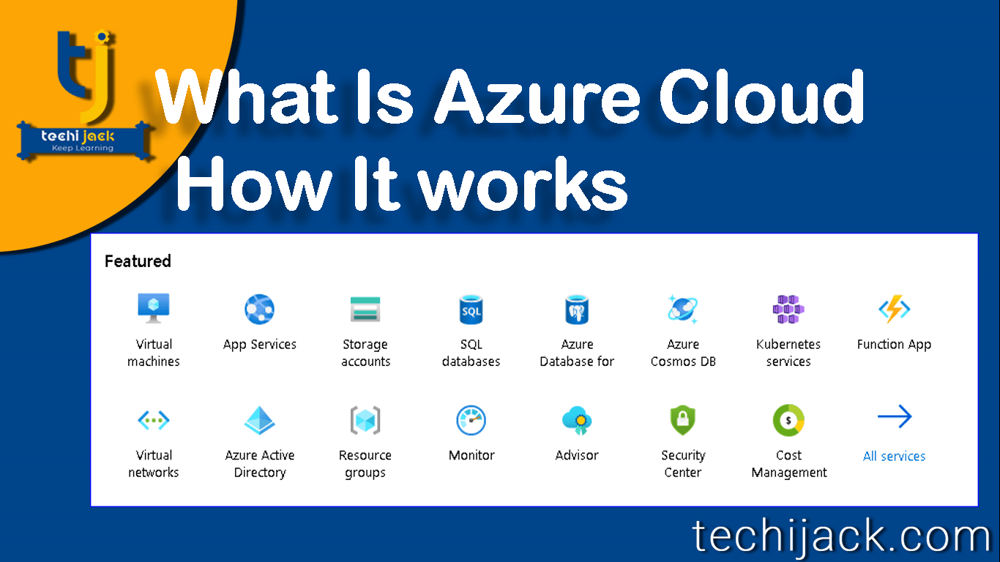 tj
techi jack
Keep Learning
What Is Azure Cloud
How It works
Featured
Virtual
machines
App Services
Storage
accounts
SQL
SQL
databases
Azure
Database for
Azure
Cosmos DB
Kubernetes
services
Function App
Virtual
networks
Azure Active
Directory
Resource
groups
Monitor
Advisor
Security
Center
$
Cost
Management
All services
techijack.com